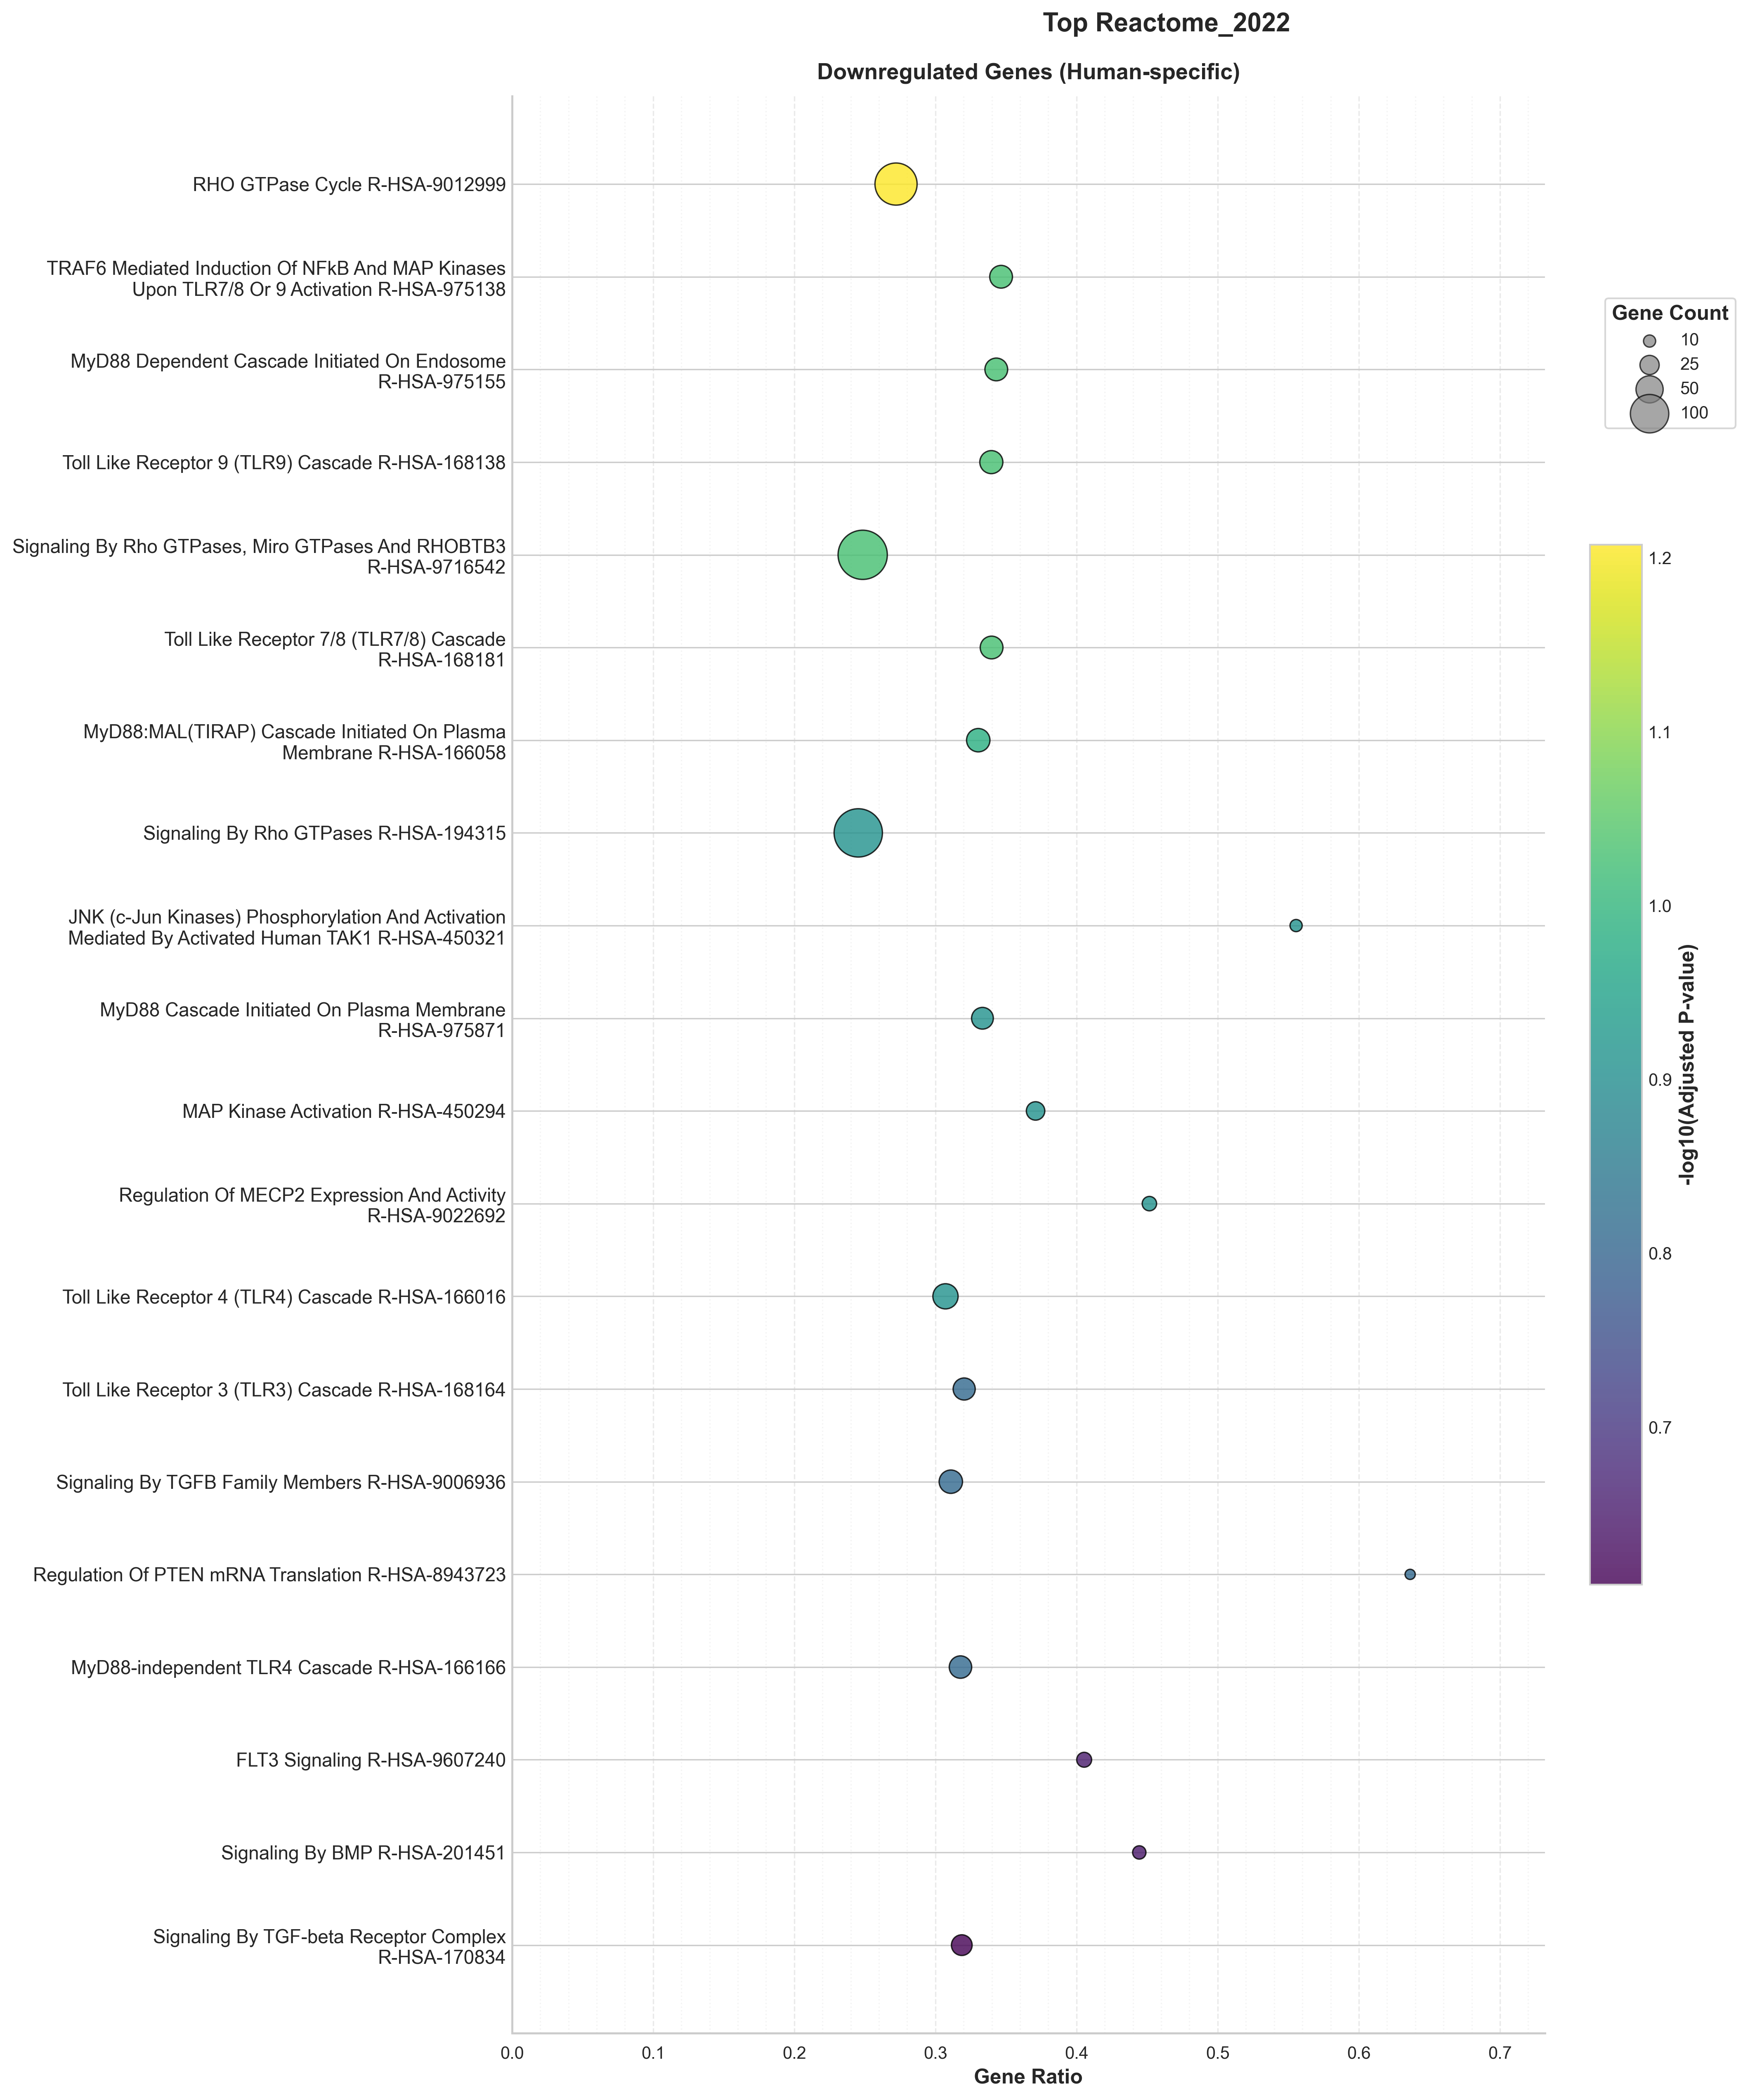 Top Reactome_2022
Downregulated Genes (Human-specific)
RHO GTPase Cycle R-HSA-9012999
TRAF6 Mediated Induction Of NFkB And MAP Kinases
Upon TLR7/8 Or 9 Activation R-HSA-975138
MyD88 Dependent Cascade Initiated On Endosome
R-HSA-975155
Toll Like Receptor 9 (TLR9) Cascade R-HSA-168138
Signaling By Rho GTPases, Miro GTPases And RHOBTB3
R-HSA-9716542
Toll Like Receptor 7/8 (TLR7/8) Cascade
R-HSA-168181
MyD88:MAL(TIRAP) Cascade Initiated On Plasma
Membrane R-HSA-166058
Signaling By Rho GTPases R-HSA-194315
JNK (c-Jun Kinases) Phosphorylation And Activation
Mediated By Activated Human TAK1 R-HSA-450321
MyD88 Cascade Initiated On Plasma Membrane
R-HSA-975871
MAP Kinase Activation R-HSA-450294
Regulation Of MECP2 Expression And Activity
R-HSA-9022692
Toll Like Receptor 4 (TLR4) Cascade R-HSA-166016
Toll Like Receptor 3 (TLR3) Cascade R-HSA-168164
Signaling By TGFB Family Members R-HSA-9006936
Regulation Of PTEN mRNA Translation R-HSA-8943723
MyD88-independent TLR4 Cascade R-HSA-166166
FLT3 Signaling R-HSA-9607240
Signaling By BMP R-HSA-201451
Signaling By TGF-beta Receptor Complex
R-HSA-170834
0.0 0.1 0.2 0.3 0.4 0.5 0.6 0.7
Gene Ratio
Gene Count
10
25
50
100
1.2
1.1
1.0
0.9
0.8
0.7
-log10(Adjusted P-value)